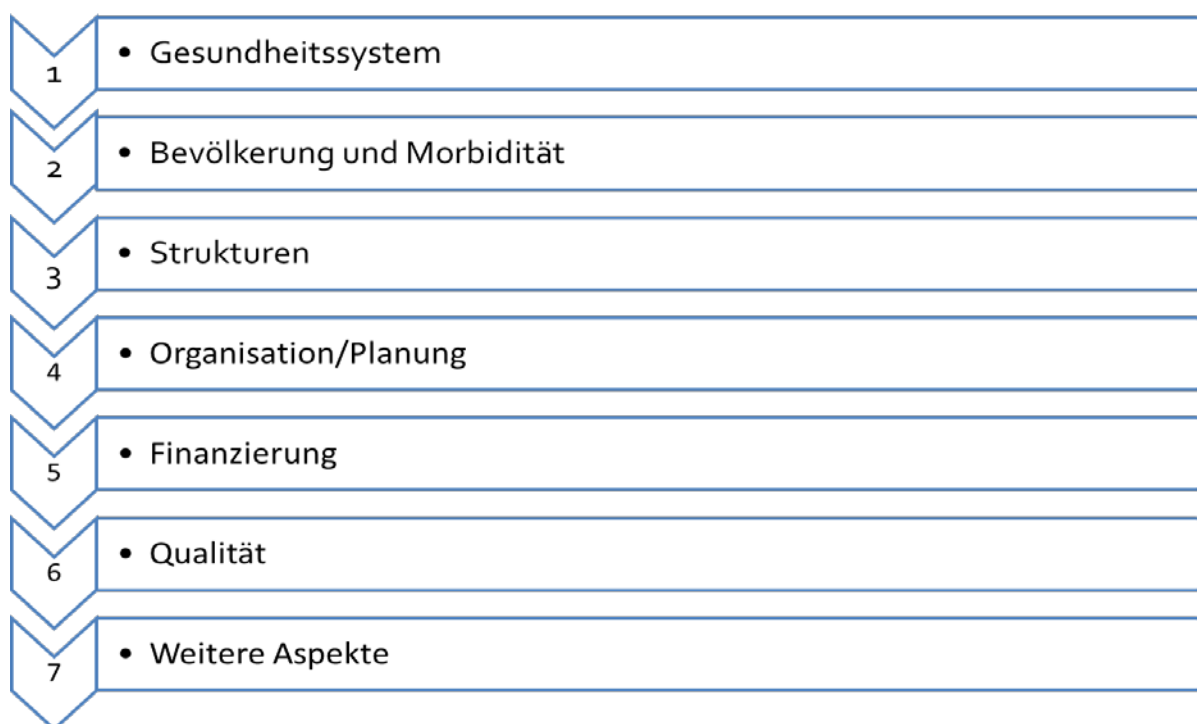 1 • Gesundheitssystem
2 • Bevölkerung und Morbidität
3 • Strukturen
4 • Organisation/Planung
5 • Finanzierung
6 • Qualität
7 • Weitere Aspekte